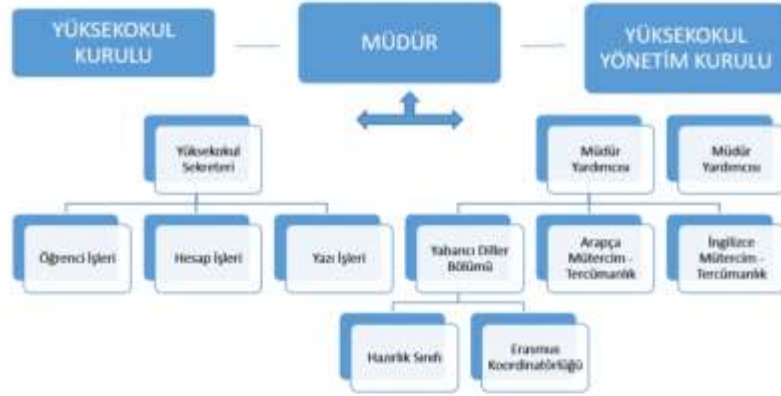 YÜKSEKOKUL
KURULU
MÜDÜR
YÜKSEKOKUL
YÖNETİM KURULU
Yüksekokul
Sekreteri
Müdür
Yardımcısı
Müdür
Yardımcısı
Öğrenci İşleri
Hesap İşleri
Yazı İşleri
Yabancı Diller
Bölümü
Arapça
Mütercim -
Tercümanlık
İngilizce
Mütercim -
Tercümanlık
Hazırlık Sınıfı
Erasmus
Koordinatörlüğü